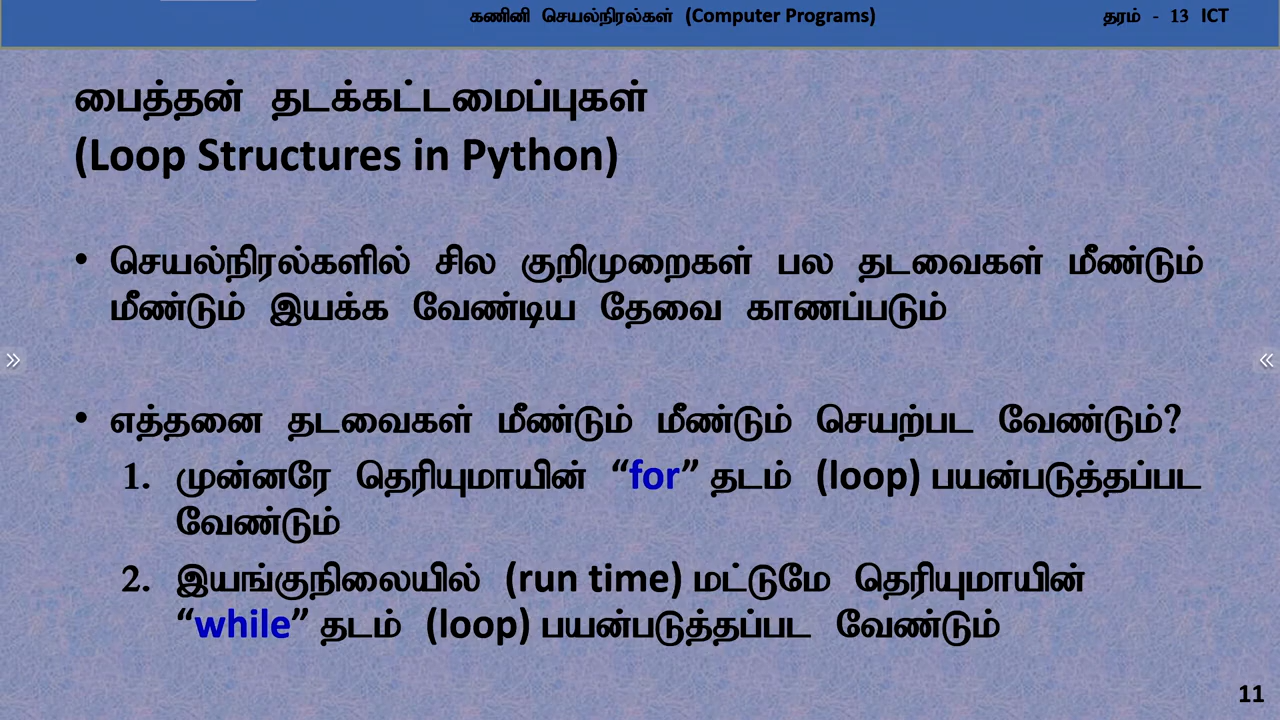 கணினி செயல்நிரல்கள் (Computer Programs) தரம் - 13 ICT
பைத்தன் தடக்கட்டமைப்புகள்
(Loop Structures in Python)
• செயல்நிரல்களில் சில குறிமுறைகள் பல தடவைகள் மீண்டும்
மீண்டும் இயக்க வேண்டிய தேவை காணப்படும்
• எத்தனை தடவைகள் மீண்டும் மீண்டும் செயற்பட வேண்டும்?
1. முன்னரே தெரியுமாயின் “for” தடம் (loop) பயன்படுத்தப்பட
வேண்டும்
2. இயங்குநிலையில் (run time) மட்டுமே தெரியுமாயின்
“while” தடம் (loop) பயன்படுத்தப்பட வேண்டும்
11